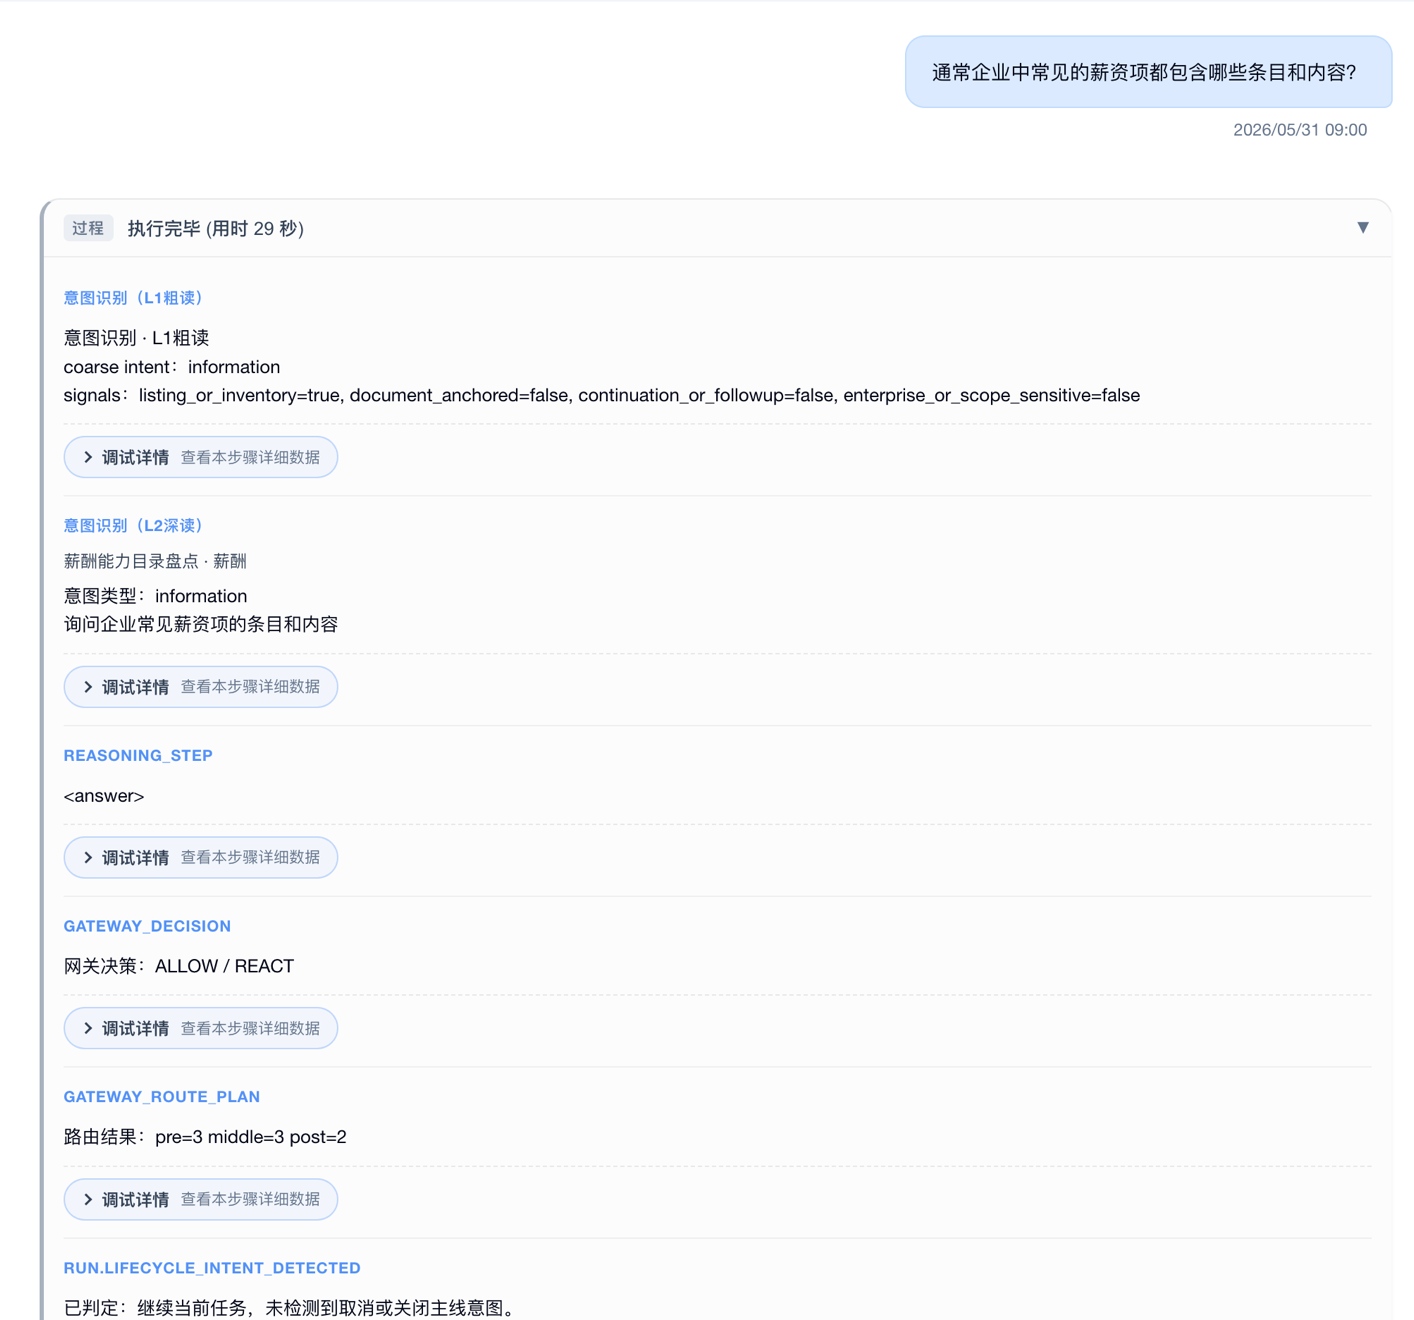 通常企业中常见的薪资项都包含哪些条目和内容?
2026/05/31 09:00
过程 执行完毕 (用时 29 秒) ▼
意图识别（L1粗读）
意图识别 · L1粗读
coarse intent：information
signals：listing_or_inventory=true, document_anchored=false, continuation_or_followup=false, enterprise_or_scope_sensitive=false
调试详情 查看本步骤详细数据
意图识别（L2深读）
薪酬能力目录盘点 · 薪酬
意图类型：information
询问企业常见薪资项的条目和内容
调试详情 查看本步骤详细数据
REASONING_STEP
<answer>
调试详情 查看本步骤详细数据
GATEWAY_DECISION
网关决策：ALLOW / REACT
调试详情 查看本步骤详细数据
GATEWAY_ROUTE_PLAN
路由结果：pre=3 middle=3 post=2
调试详情 查看本步骤详细数据
RUN.LIFECYCLE_INTENT_DETECTED
已判定：继续当前任务，未检测到取消或关闭主线意图。